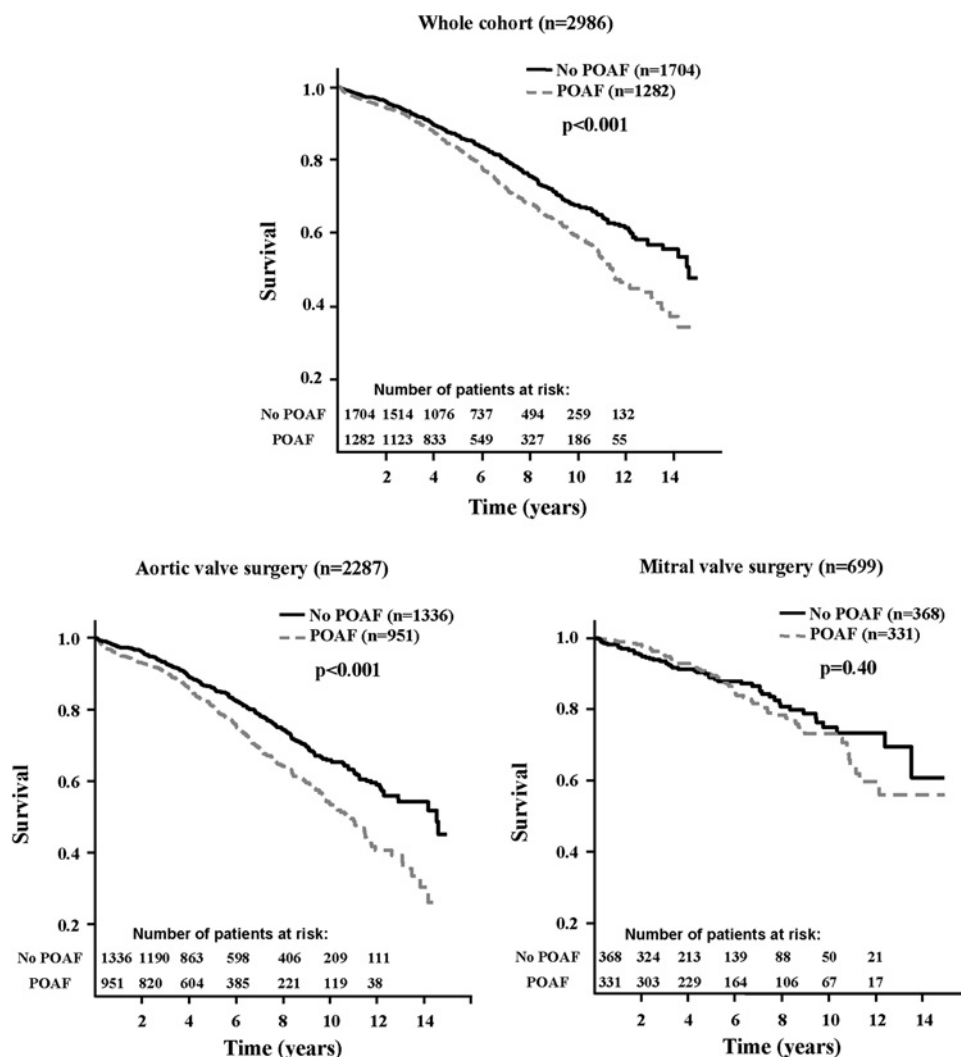 Whole cohort (n=2986)
No POAF (n=1704)
POAF (n=1282)
p<0.001
1.0
0.8
0.6
0.4
0.2
Survival
Number of patients at risk:
No POAF 1704 1514 1076 737 494 259 132
POAF 1282 1123 833 549 327 186 55
2 4 6 8 10 12 14
Time (years)
Aortic valve surgery (n=2287)
No POAF (n=1336)
POAF (n=951)
p<0.001
1.0
0.8
0.6
0.4
0.2
Survival
Number of patients at risk:
No POAF 1336 1190 863 598 406 209 111
POAF 951 820 604 385 221 119 38
2 4 6 8 10 12 14
Time (years)
Mitral valve surgery (n=699)
No POAF (n=368)
POAF (n=331)
p=0.40
1.0
0.8
0.6
0.4
0.2
Survival
Number of patients at risk:
No POAF 368 324 213 139 88 50 21
POAF 331 303 229 164 106 67 17
2 4 6 8 10 12 14
Time (years)